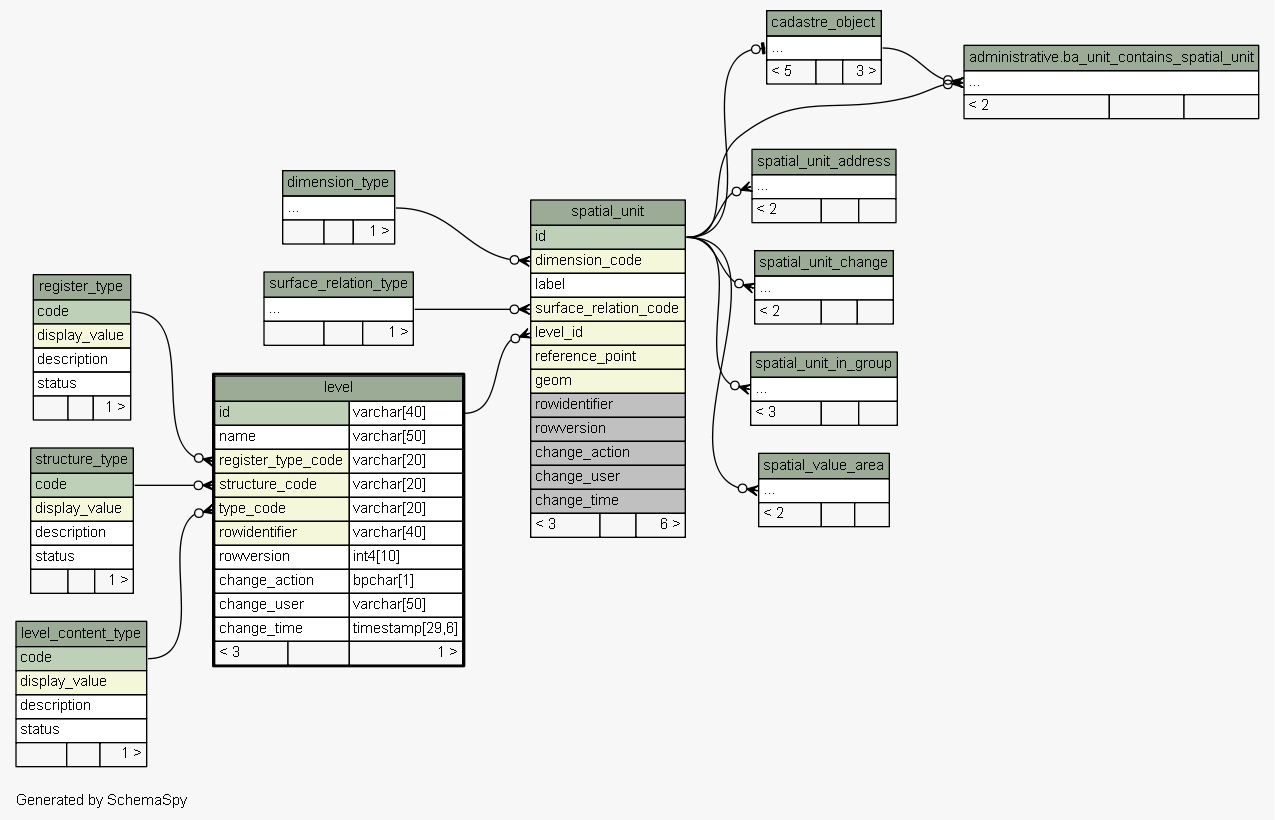 cadastre_object
...
< 5 3 >
administrative.ba_unit_contains_spatial_unit
...
< 2
spatial_unit_address
...
< 2
dimension_type
...
1 >
spatial_unit
id
dimension_code
label
surface_relation_code
level_id
reference_point
geom
rowidentifier
rowversion
change_action
change_user
change_time
< 3 6 >
spatial_unit_change
...
< 2
surface_relation_type
...
1 >
register_type
code
display_value
description
status
1 >
spatial_unit_in_group
...
< 3
level
id varchar[40]
name varchar[50]
register_type_code varchar[20]
structure_code varchar[20]
type_code varchar[20]
rowidentifier varchar[40]
rowversion int4[10]
change_action bpchar[1]
change_user varchar[50]
change_time timestamp[29,6]
< 3 1 >
structure_type
code
display_value
description
status
1 >
spatial_value_area
...
< 2
level_content_type
code
display_value
description
status
1 >
Generated by SchemaSpy